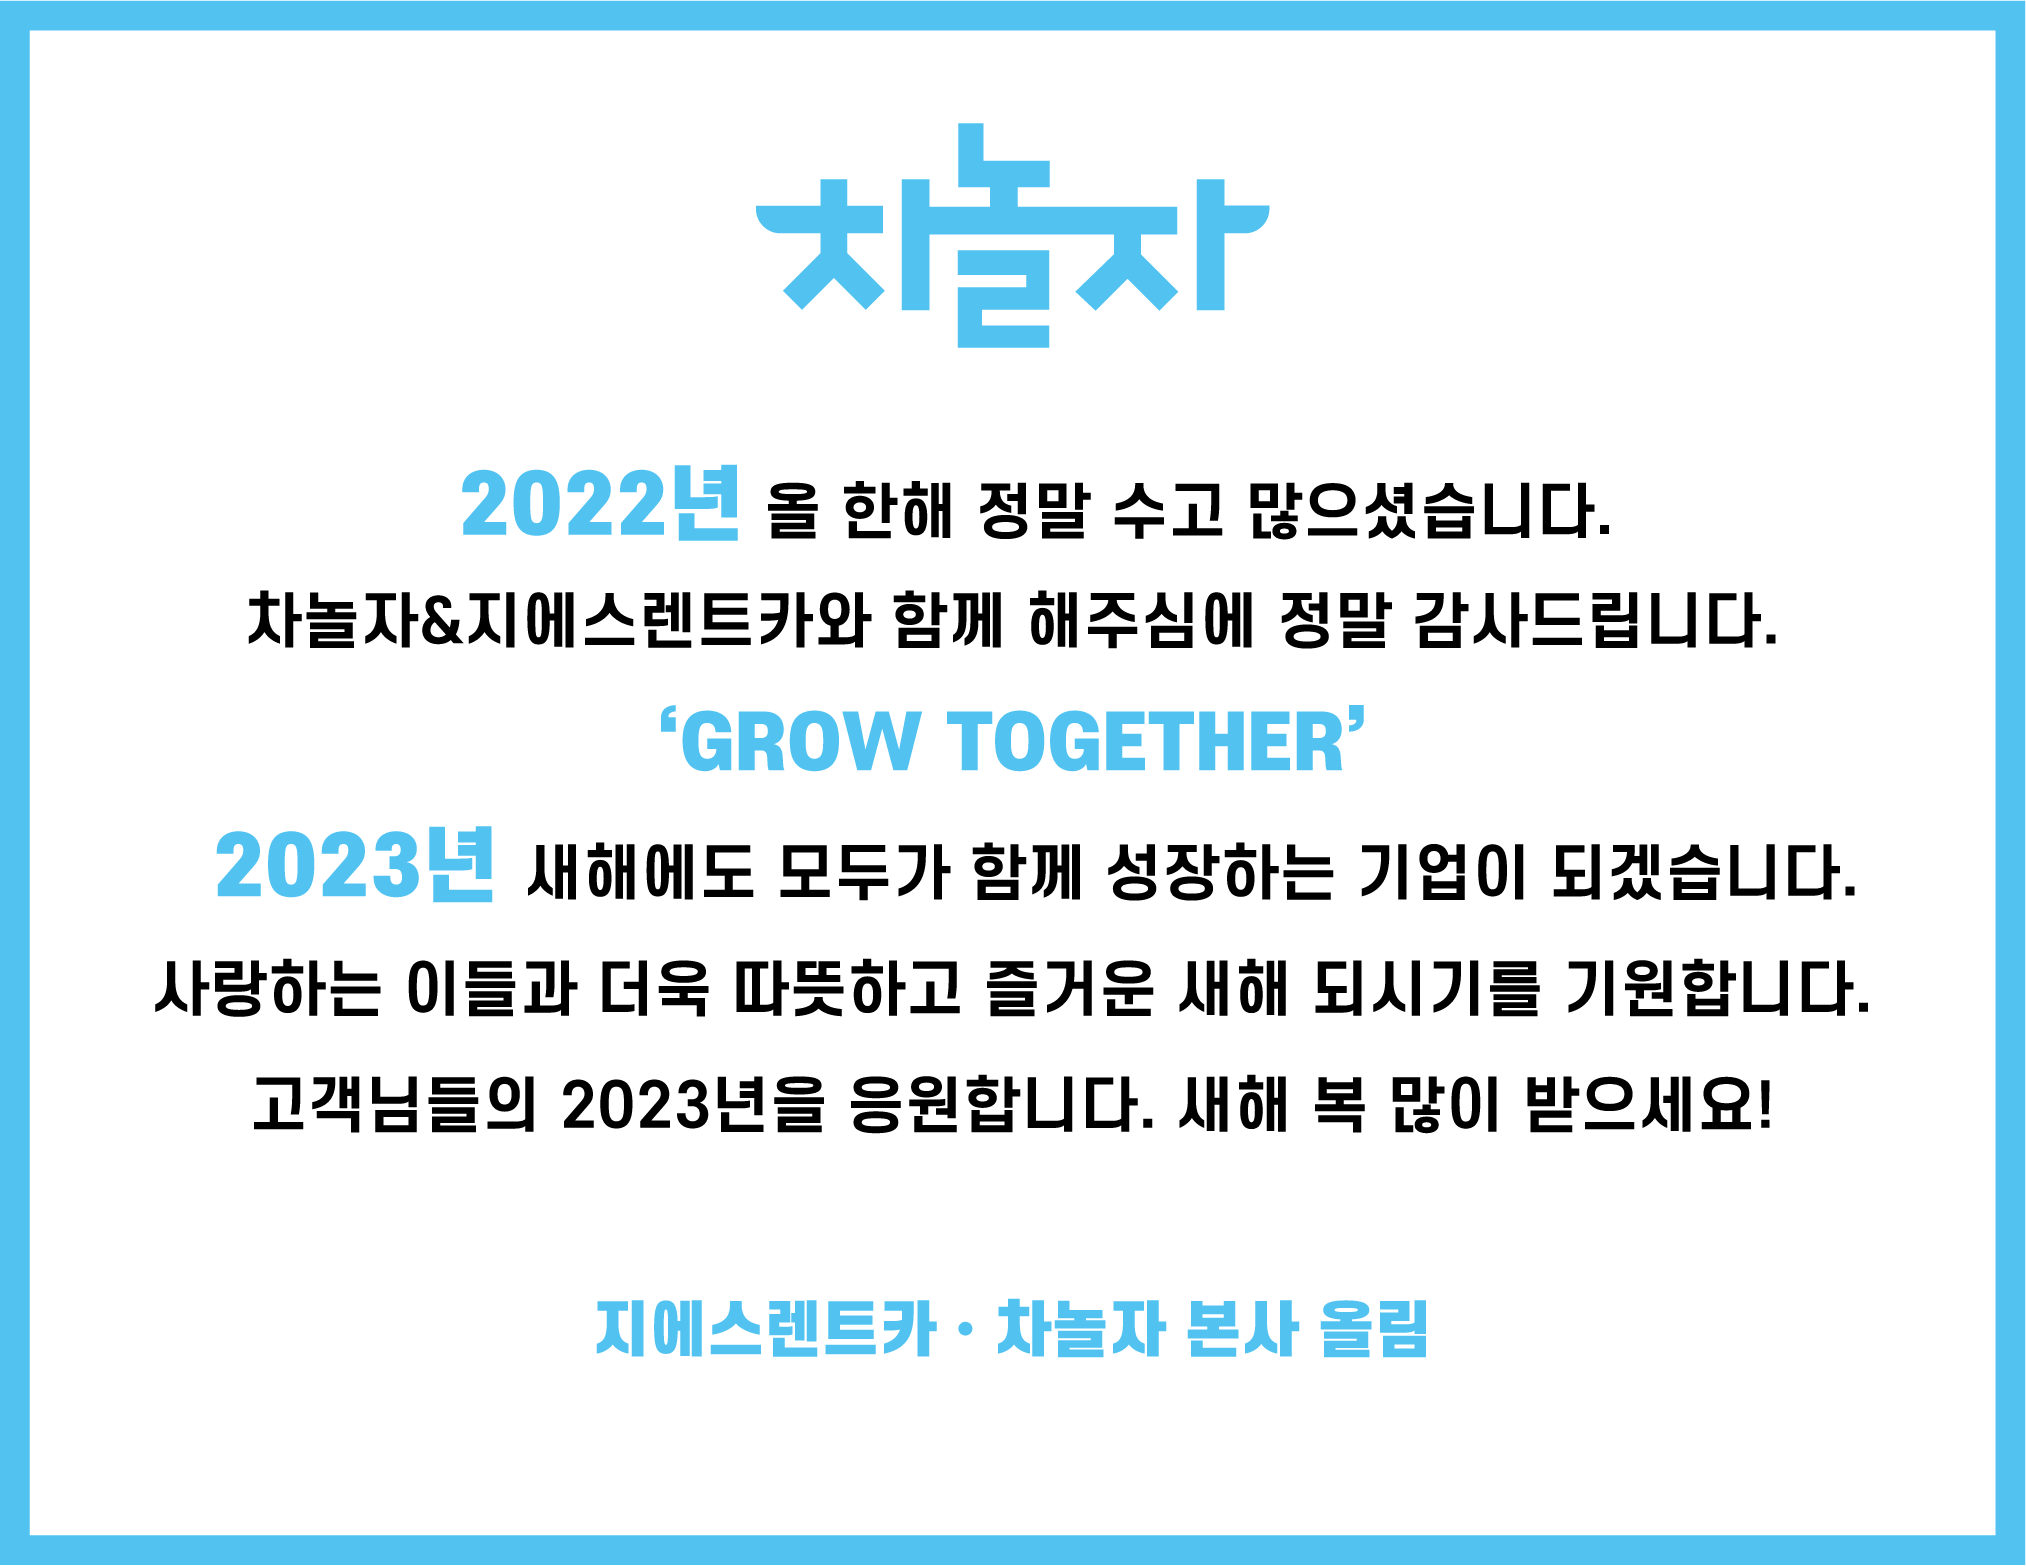 차놀자
2022년 올 한해 정말 수고 많으셨습니다.
차놀자&지에스렌트카와 함께 해주심에 정말 감사드립니다.
‘GROW TOGETHER’
2023년 새해에도 모두가 함께 성장하는 기업이 되겠습니다.
사랑하는 이들과 더욱 따뜻하고 즐거운 새해 되시기를 기원합니다.
고객님들의 2023년을 응원합니다. 새해 복 많이 받으세요!
지에스렌트카 · 차놀자 본사 올림